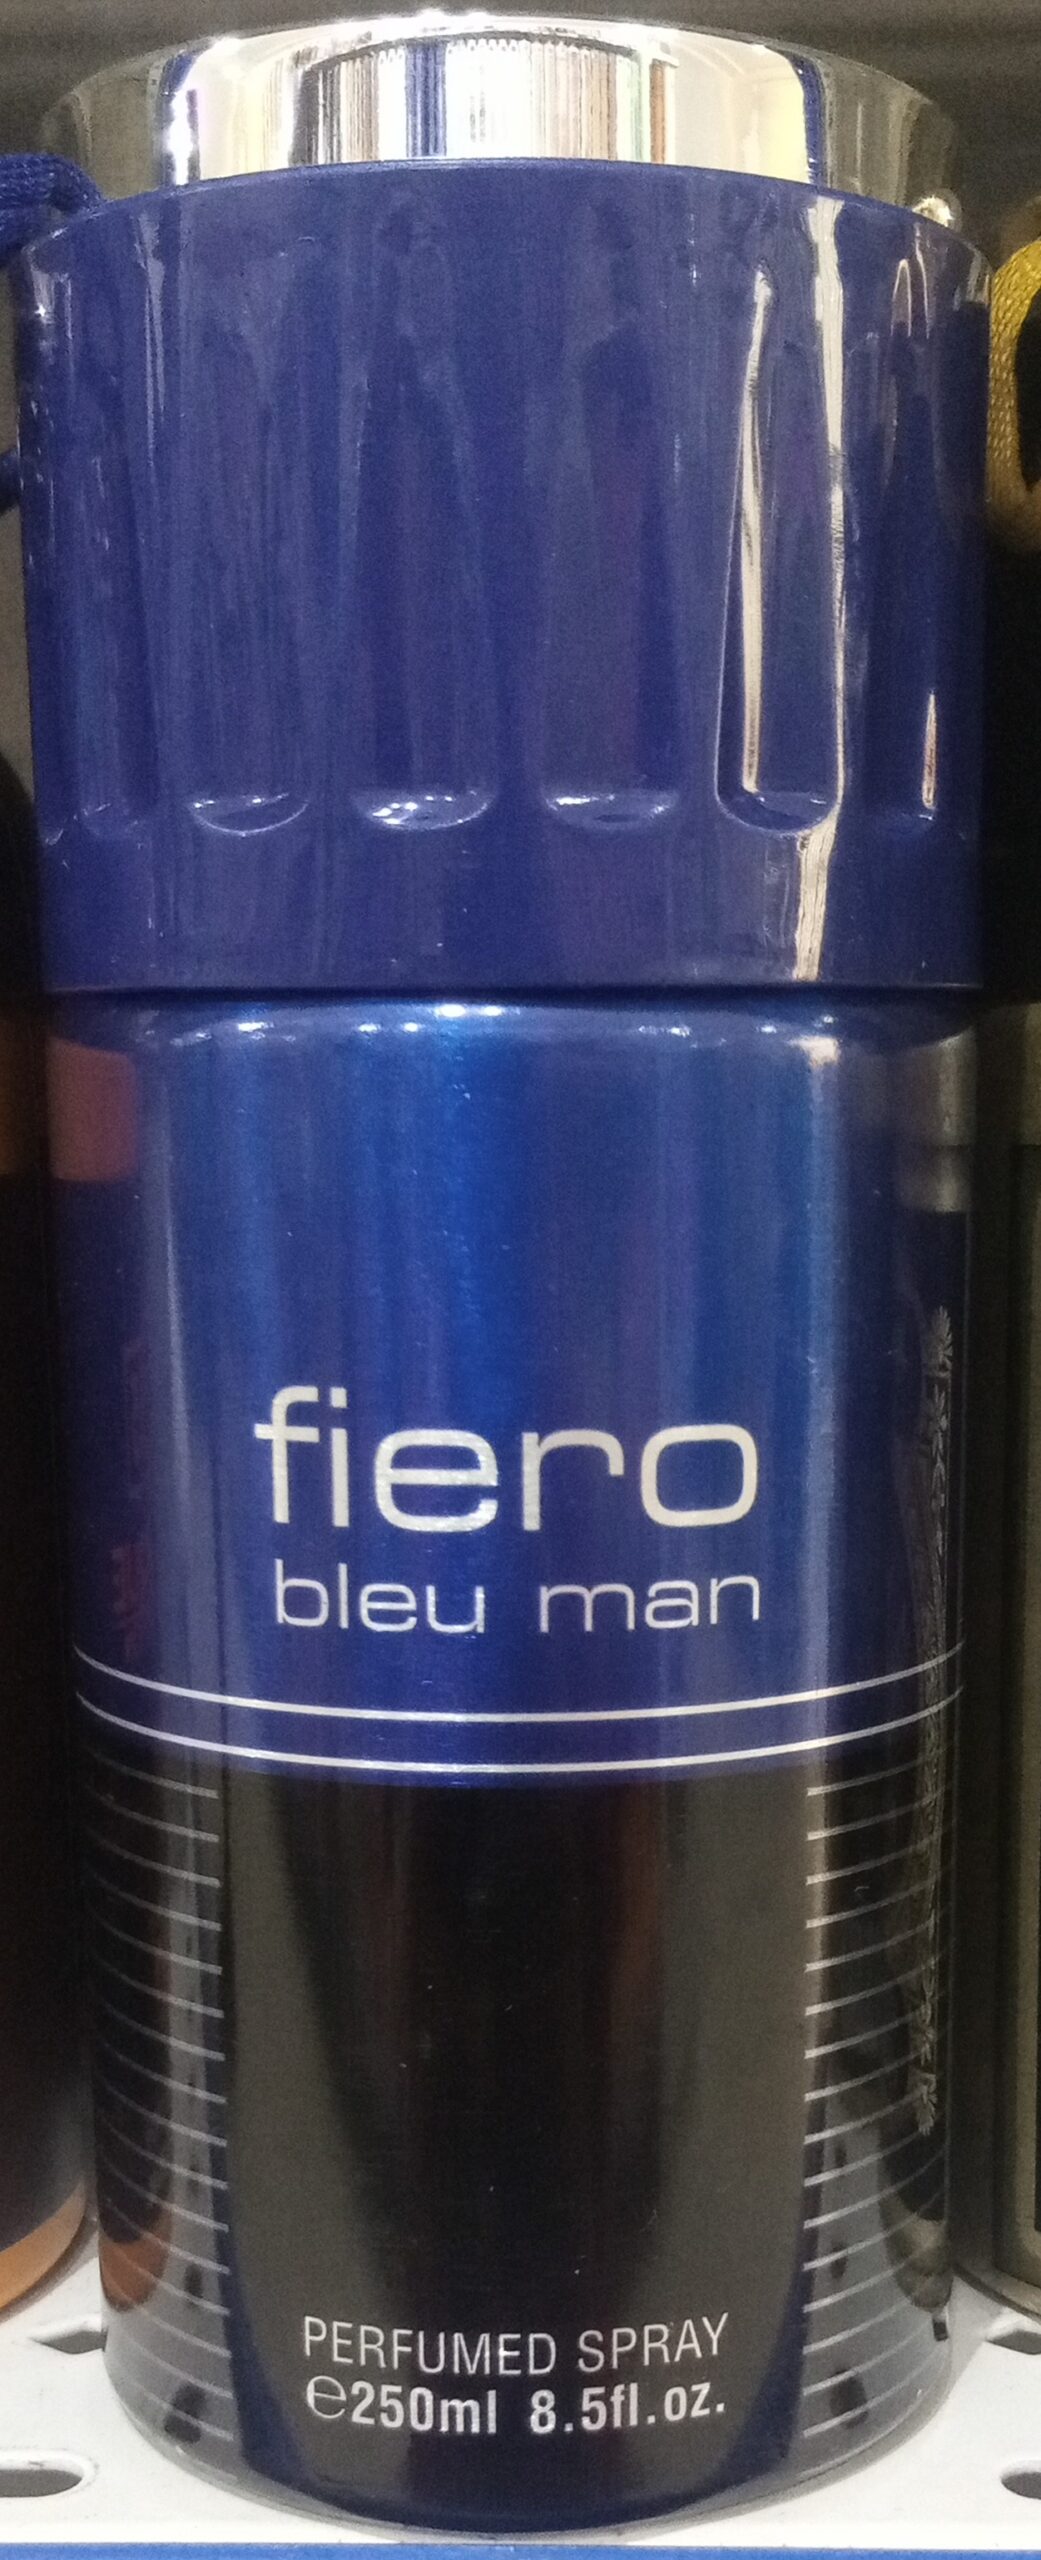 fiero
bleu man
PERFUMED SPRAY
℮250ml 8.5fl.oz.